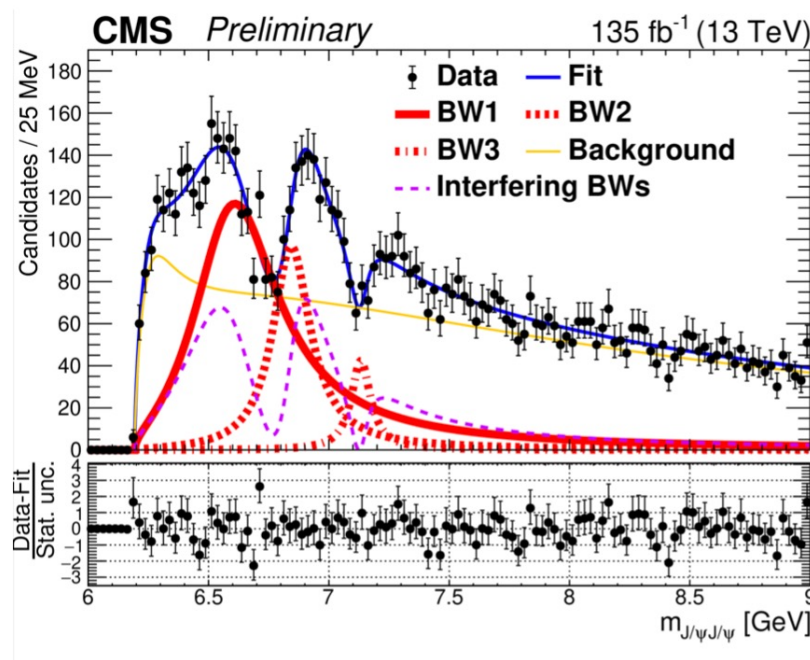 CMS Preliminary 135 fb⁻¹ (13 TeV)
Candidates / 25 MeV
180
160
140
120
100
80
60
40
20
0
Data Fit
BW1 BW2
BW3 Background
Interfering BWs
Data-Fit
Stat. unc.
4
3
2
1
0
−1
−2
−3
6 6.5 7 7.5 8 8.5 9
m_{J/ψJ/ψ} [GeV]